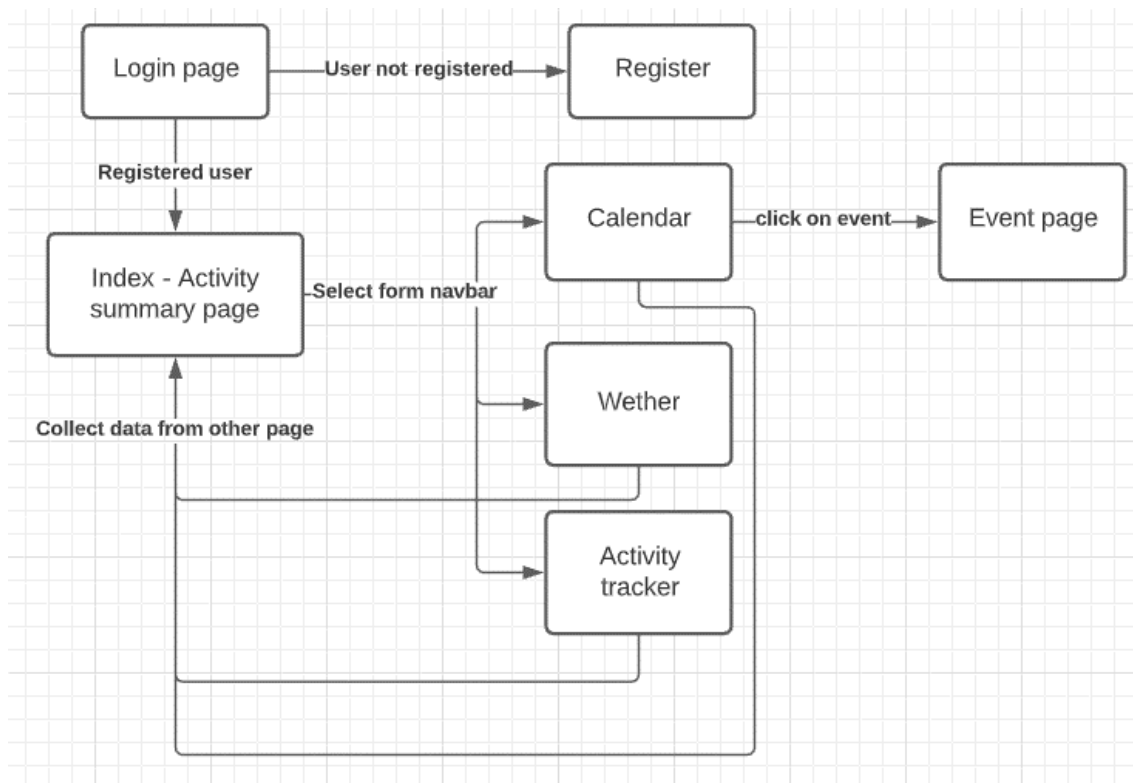 Login page
User not registered
Register
Registered user
Calendar
click on event
Event page
Index - Activity
summary page
Select form navbar
Wether
Collect data from other page
Activity
tracker